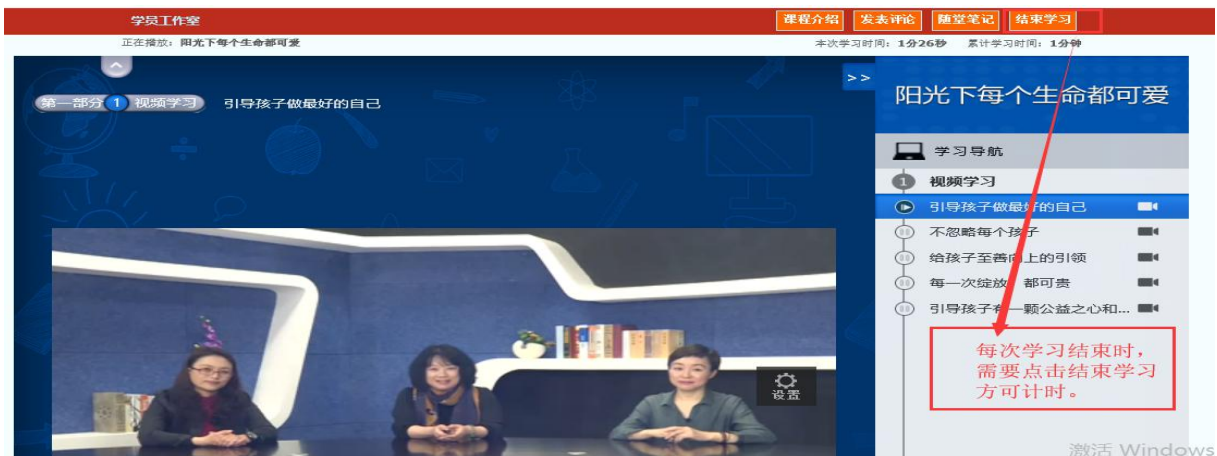 学员工作室
课程介绍 发表评论 随堂笔记 结束学习
正在播放：阳光下每个生命都可爱
本次学习时间：1分26秒 累计学习时间：1分钟
第一部分 1 视频学习 引导孩子做最好的自己
>>
阳光下每个生命都可爱
学习导航
1 视频学习
引导孩子做最好的自己
不忽略每个孩子
给孩子至善向上的引领
每一次绽放，都可贵
引导孩子有一颗公益之心和...
每次学习结束时，
需要点击结束学习
方可计时。
设置
激活 Windows